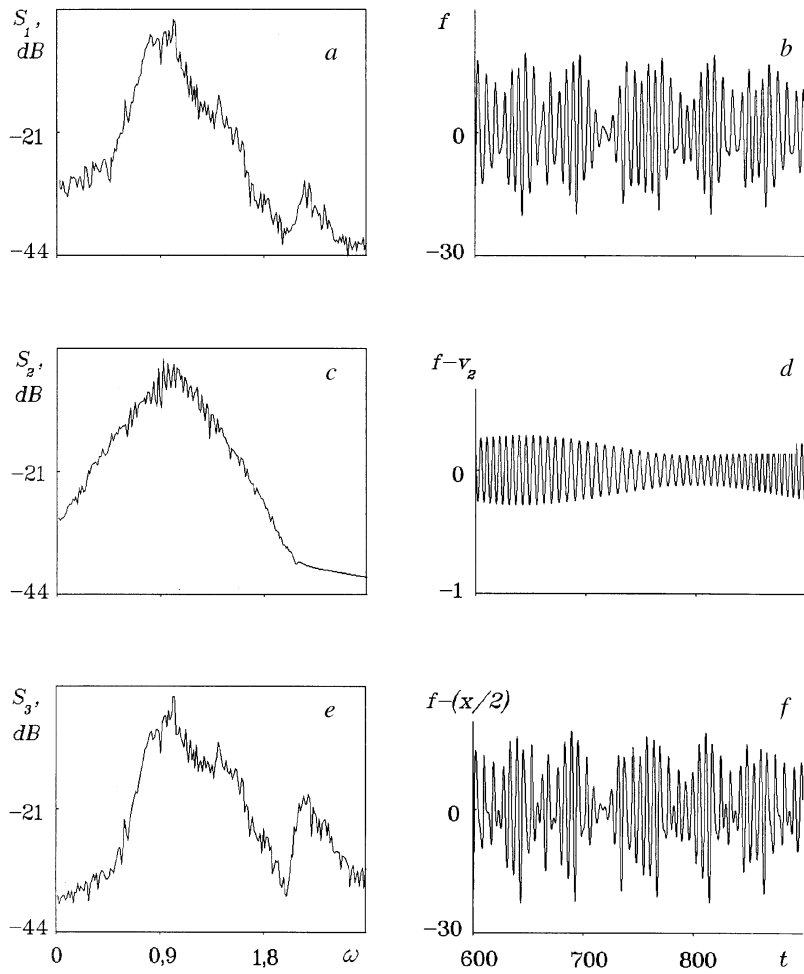 S₁, dB
a
−21
−44
f
b
0
−30
S₂, dB
c
−21
−44
f−v₂
d
0
−1
S₃, dB
e
−21
−44
0 0,9 1,8 ω
f−(x/2)
f
0
−30
600 700 800 t